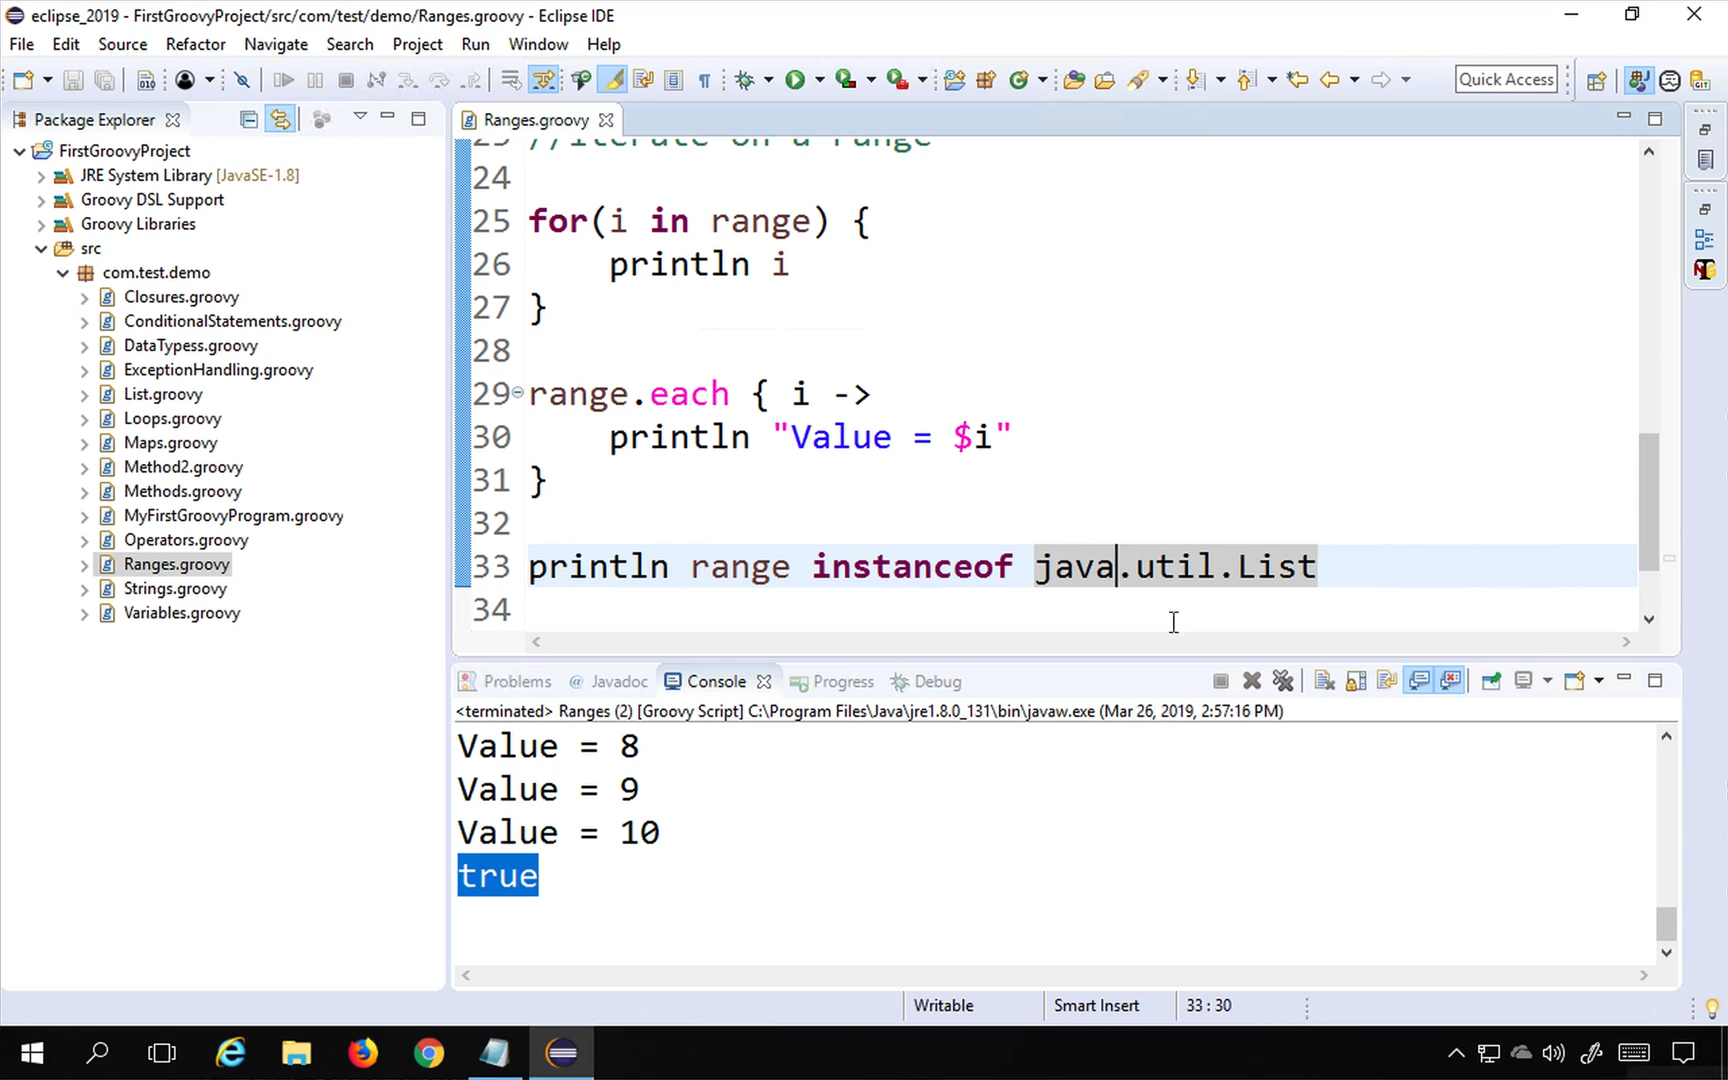 eclipse_2019 - FirstGroovyProject/src/com/test/demo/Ranges.groovy - Eclipse IDE
File Edit Source Refactor Navigate Search Project Run Window Help
Quick Access
Package Explorer
FirstGroovyProject
JRE System Library [JavaSE-1.8]
Groovy DSL Support
Groovy Libraries
src
com.test.demo
Closures.groovy
ConditionalStatements.groovy
DataTypess.groovy
ExceptionHandling.groovy
List.groovy
Loops.groovy
Maps.groovy
Method2.groovy
Methods.groovy
MyFirstGroovyProgram.groovy
Operators.groovy
Ranges.groovy
Strings.groovy
Variables.groovy
Ranges.groovy
23 //iterate on a range
24
25 for(i in range) {
26 println i
27 }
28
29 range.each { i ->
30 println "Value = $i"
31 }
32
33 println range instanceof java.util.List
34
Problems @ Javadoc Console Progress Debug
<terminated> Ranges (2) [Groovy Script] C:\Program Files\Java\jre1.8.0_131\bin\javaw.exe (Mar 26, 2019, 2:57:16 PM)
Value = 8
Value = 9
Value = 10
true
Writable Smart Insert 33 : 30